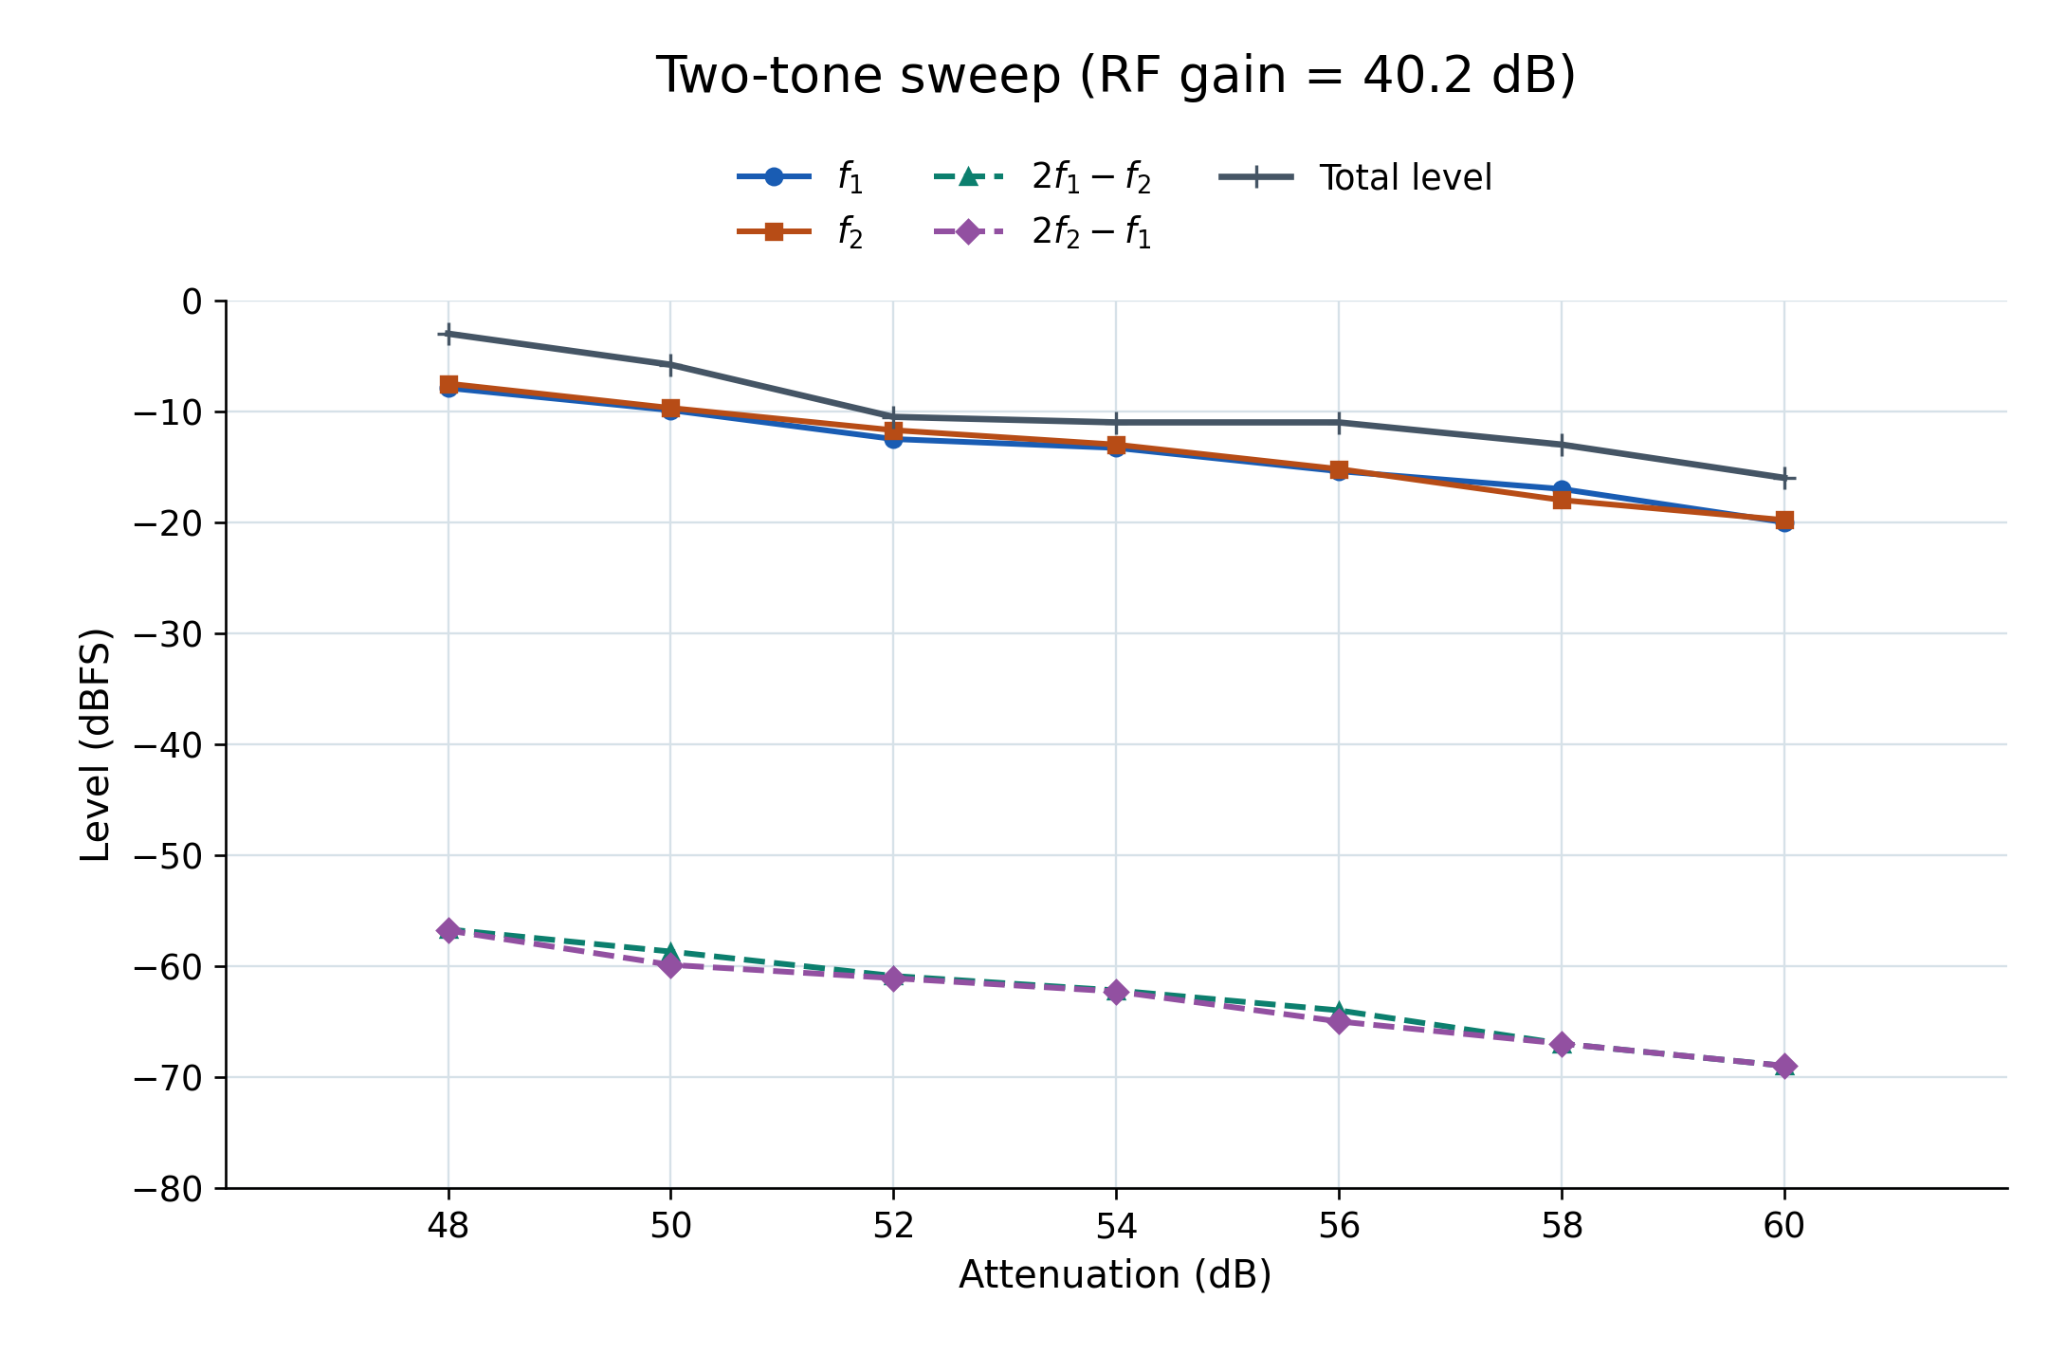 Two-tone sweep (RF gain = 40.2 dB)
f₁
2f₁ − f₂
Total level
f₂
2f₂ − f₁
0
−10
−20
−30
−40
−50
−60
−70
−80
Level (dBFS)
48 50 52 54 56 58 60
Attenuation (dB)